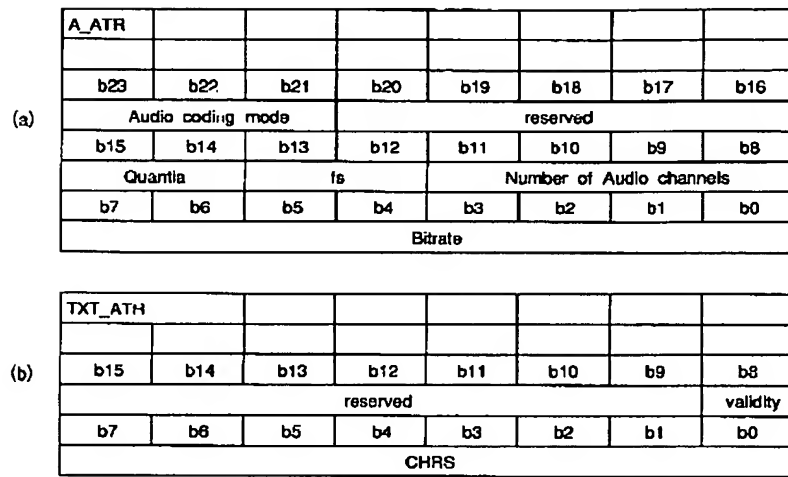 A_ATR
b23 b22 b21 b20 b19 b18 b17 b16
(a)
Audio coding mode reserved
b15 b14 b13 b12 b11 b10 b9 b8
Quantia fs Number of Audio channels
b7 b6 b5 b4 b3 b2 b1 b0
Bitrate
TXT_ATR
(b)
b15 b14 b13 b12 b11 b10 b9 b8
reserved validity
b7 b6 b5 b4 b3 b2 b1 b0
CHRS